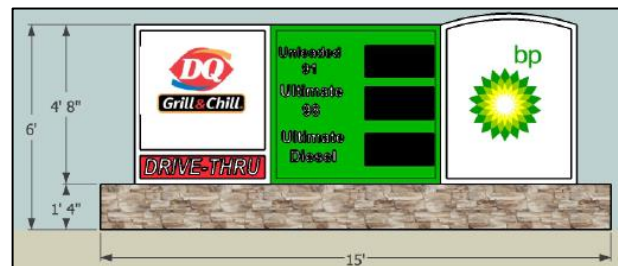 6'
4' 8"
1' 4"
DQ
Grill & Chill
DRIVE-THRU
Unleaded
91
Ultimate
93
Ultimate
Diesel
bp
15'